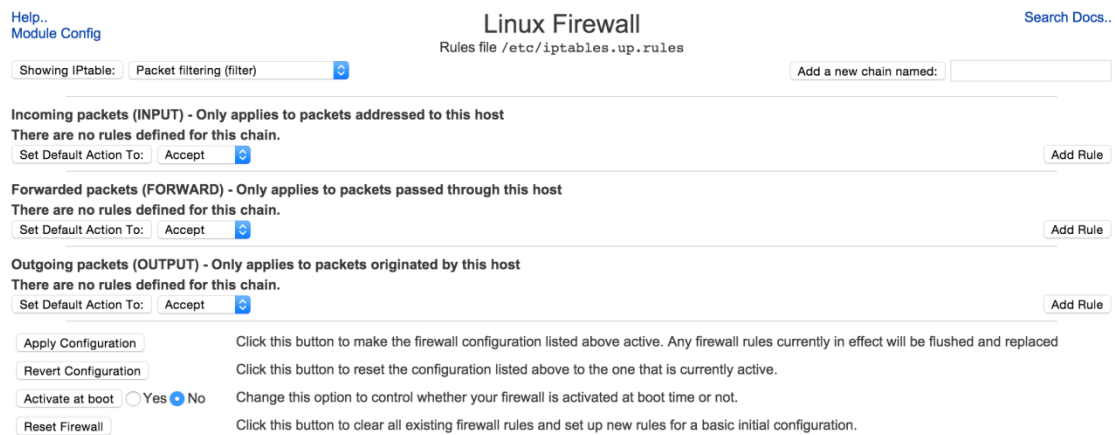 Help..
Module Config
Linux Firewall
Rules file /etc/iptables.up.rules
Search Docs..
Showing IPtable: Packet filtering (filter) Add a new chain named:
Incoming packets (INPUT) - Only applies to packets addressed to this host
There are no rules defined for this chain.
Set Default Action To: Accept Add Rule
Forwarded packets (FORWARD) - Only applies to packets passed through this host
There are no rules defined for this chain.
Set Default Action To: Accept Add Rule
Outgoing packets (OUTPUT) - Only applies to packets originated by this host
There are no rules defined for this chain.
Set Default Action To: Accept Add Rule
Apply Configuration Click this button to make the firewall configuration listed above active. Any firewall rules currently in effect will be flushed and replaced
Revert Configuration Click this button to reset the configuration listed above to the one that is currently active.
Activate at boot Yes No Change this option to control whether your firewall is activated at boot time or not.
Reset Firewall Click this button to clear all existing firewall rules and set up new rules for a basic initial configuration.